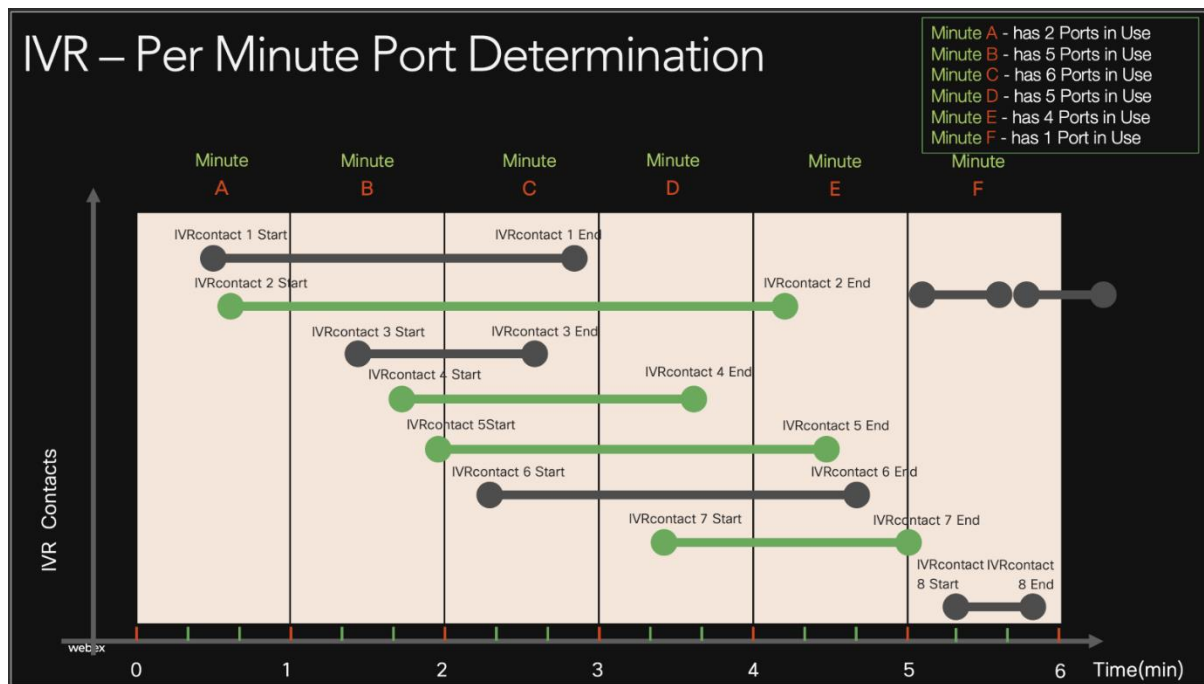 IVR – Per Minute Port Determination
Minute A - has 2 Ports in Use
Minute B - has 5 Ports in Use
Minute C - has 6 Ports in Use
Minute D - has 5 Ports in Use
Minute E - has 4 Ports in Use
Minute F - has 1 Port in Use
Minute Minute Minute Minute Minute Minute
A B C D E F
IVRcontact 1 Start IVRcontact 1 End
IVRcontact 2 Start IVRcontact 2 End
IVRcontact 3 Start IVRcontact 3 End
IVRcontact 4 Start IVRcontact 4 End
IVRcontact 5Start IVRcontact 5 End
IVRcontact 6 Start IVRcontact 6 End
IVRcontact 7 Start IVRcontact 7 End
IVRcontact IVRcontact
8 Start 8 End
IVR Contacts
webex
0 1 2 3 4 5 6 Time(min)